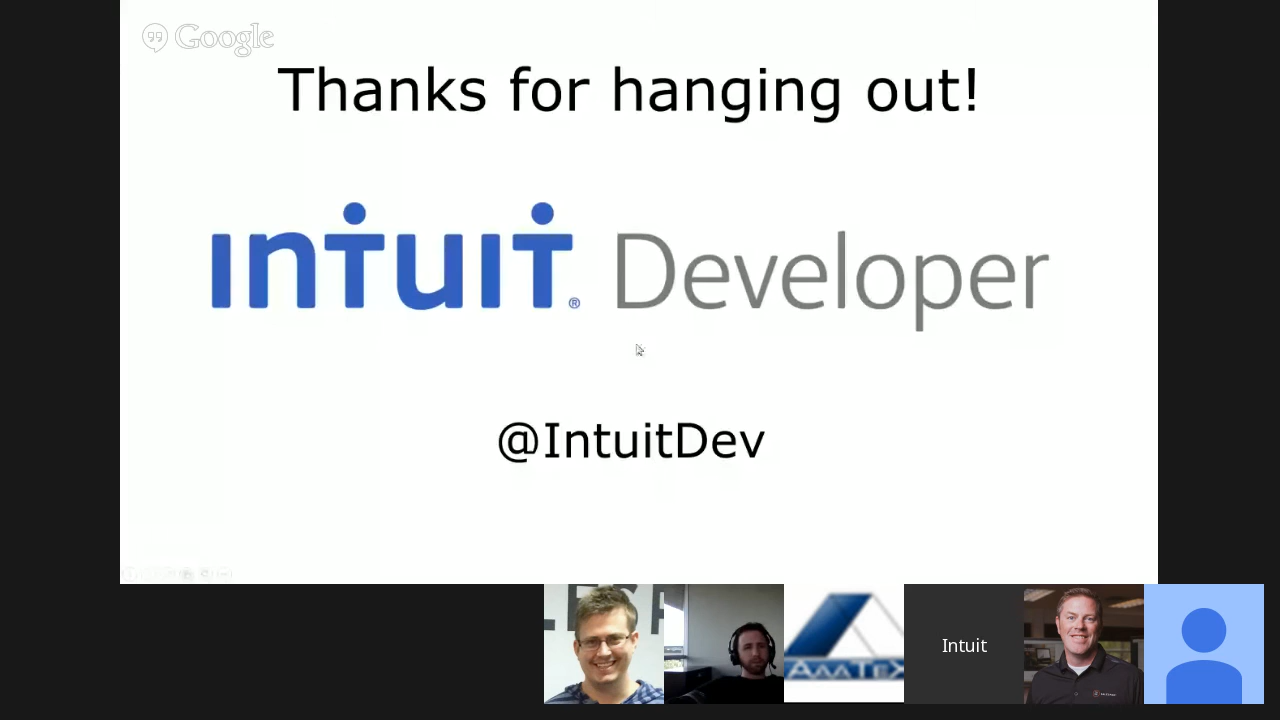 Google
Thanks for hanging out!
intuit® Developer
@IntuitDev
Intuit